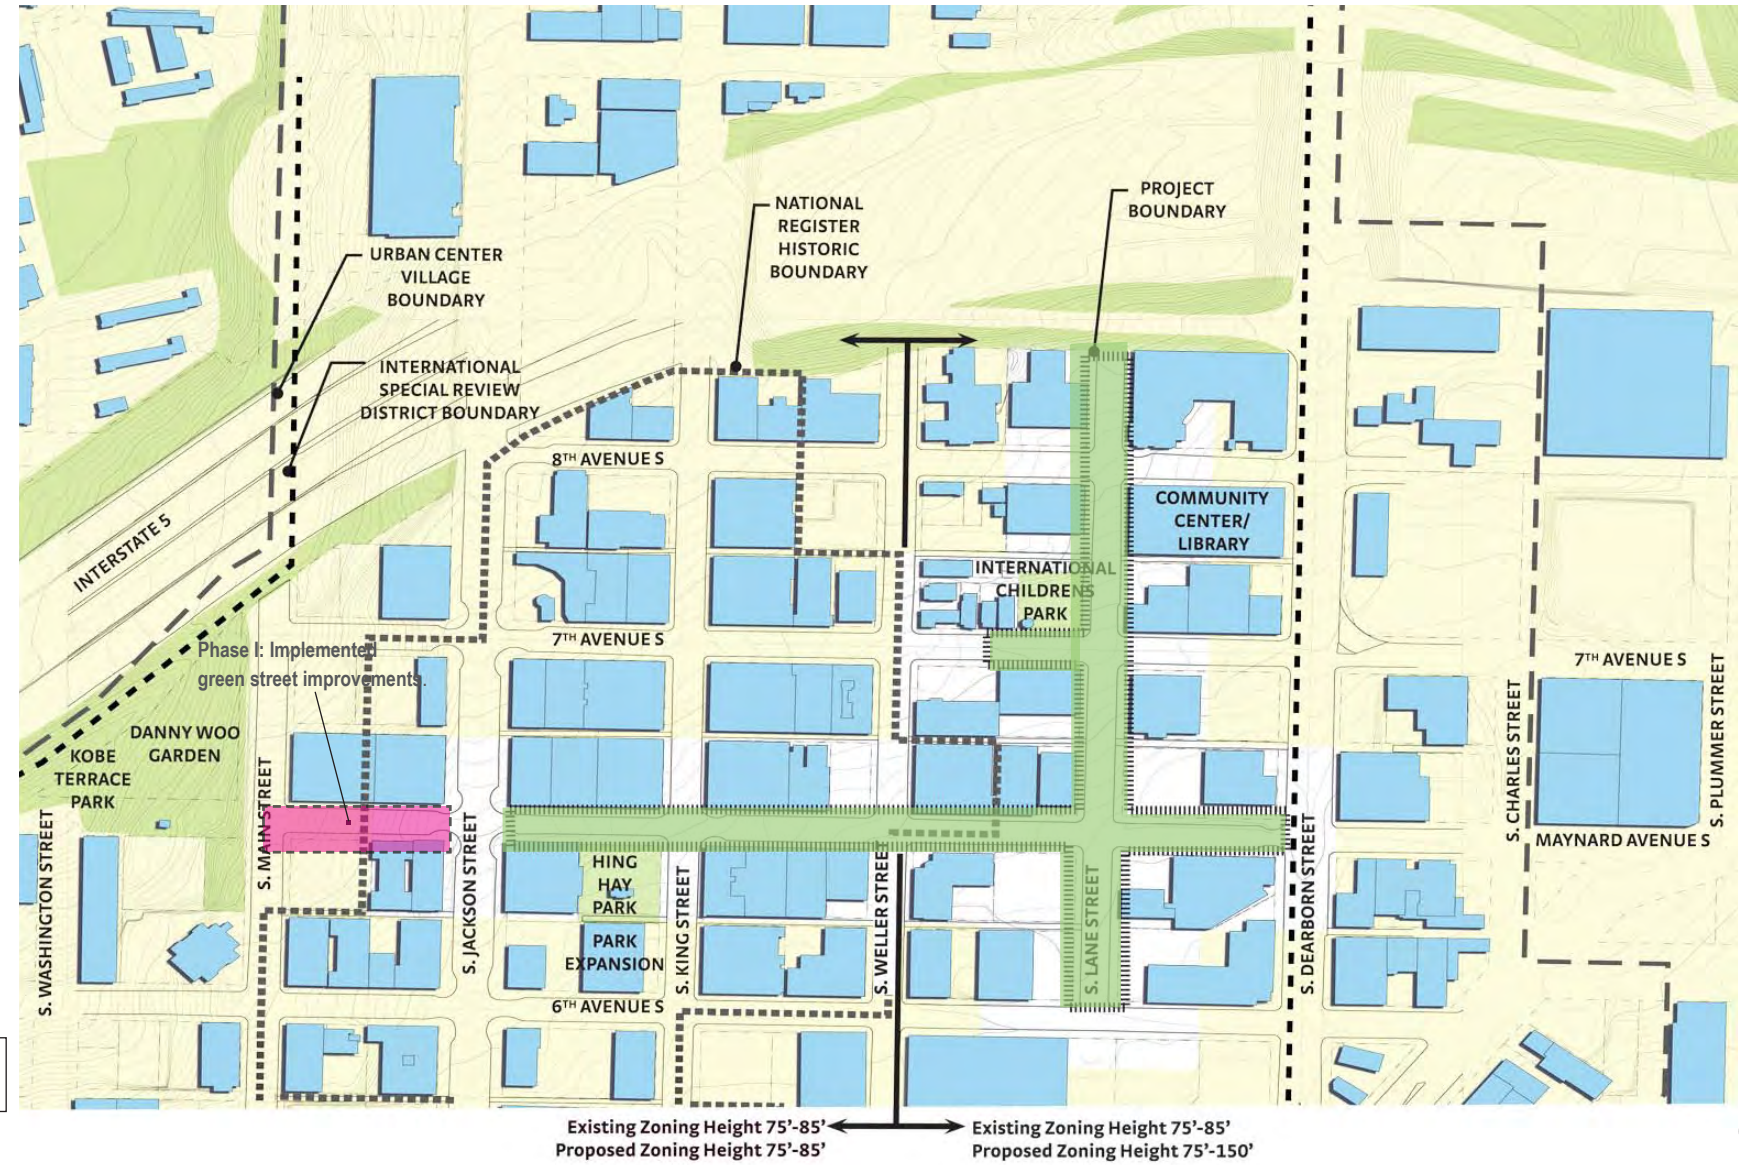 PROJECT
BOUNDARY
NATIONAL
REGISTER
HISTORIC
BOUNDARY
URBAN CENTER
VILLAGE
BOUNDARY
INTERNATIONAL
SPECIAL REVIEW
DISTRICT BOUNDARY
8TH AVENUE S
COMMUNITY
CENTER/
LIBRARY
INTERSTATE 5
INTERNATIONAL
CHILDRENS
PARK
7TH AVENUE S
Phase I: Implemented
green street improvements.
7TH AVENUE S
DANNY WOO
GARDEN
KOBE
TERRACE
PARK
S. WASHINGTON STREET
S. MAIN STREET
S. JACKSON STREET
S. KING STREET
S. WELLER STREET
S. LANE STREET
S. DEARBORN STREET
S. CHARLES STREET
S. PLUMMER STREET
MAYNARD AVENUE S
HING
HAY
PARK
PARK
EXPANSION
6TH AVENUE S
Existing Zoning Height 75'-85'
Proposed Zoning Height 75'-85'
Existing Zoning Height 75'-85'
Proposed Zoning Height 75'-150'